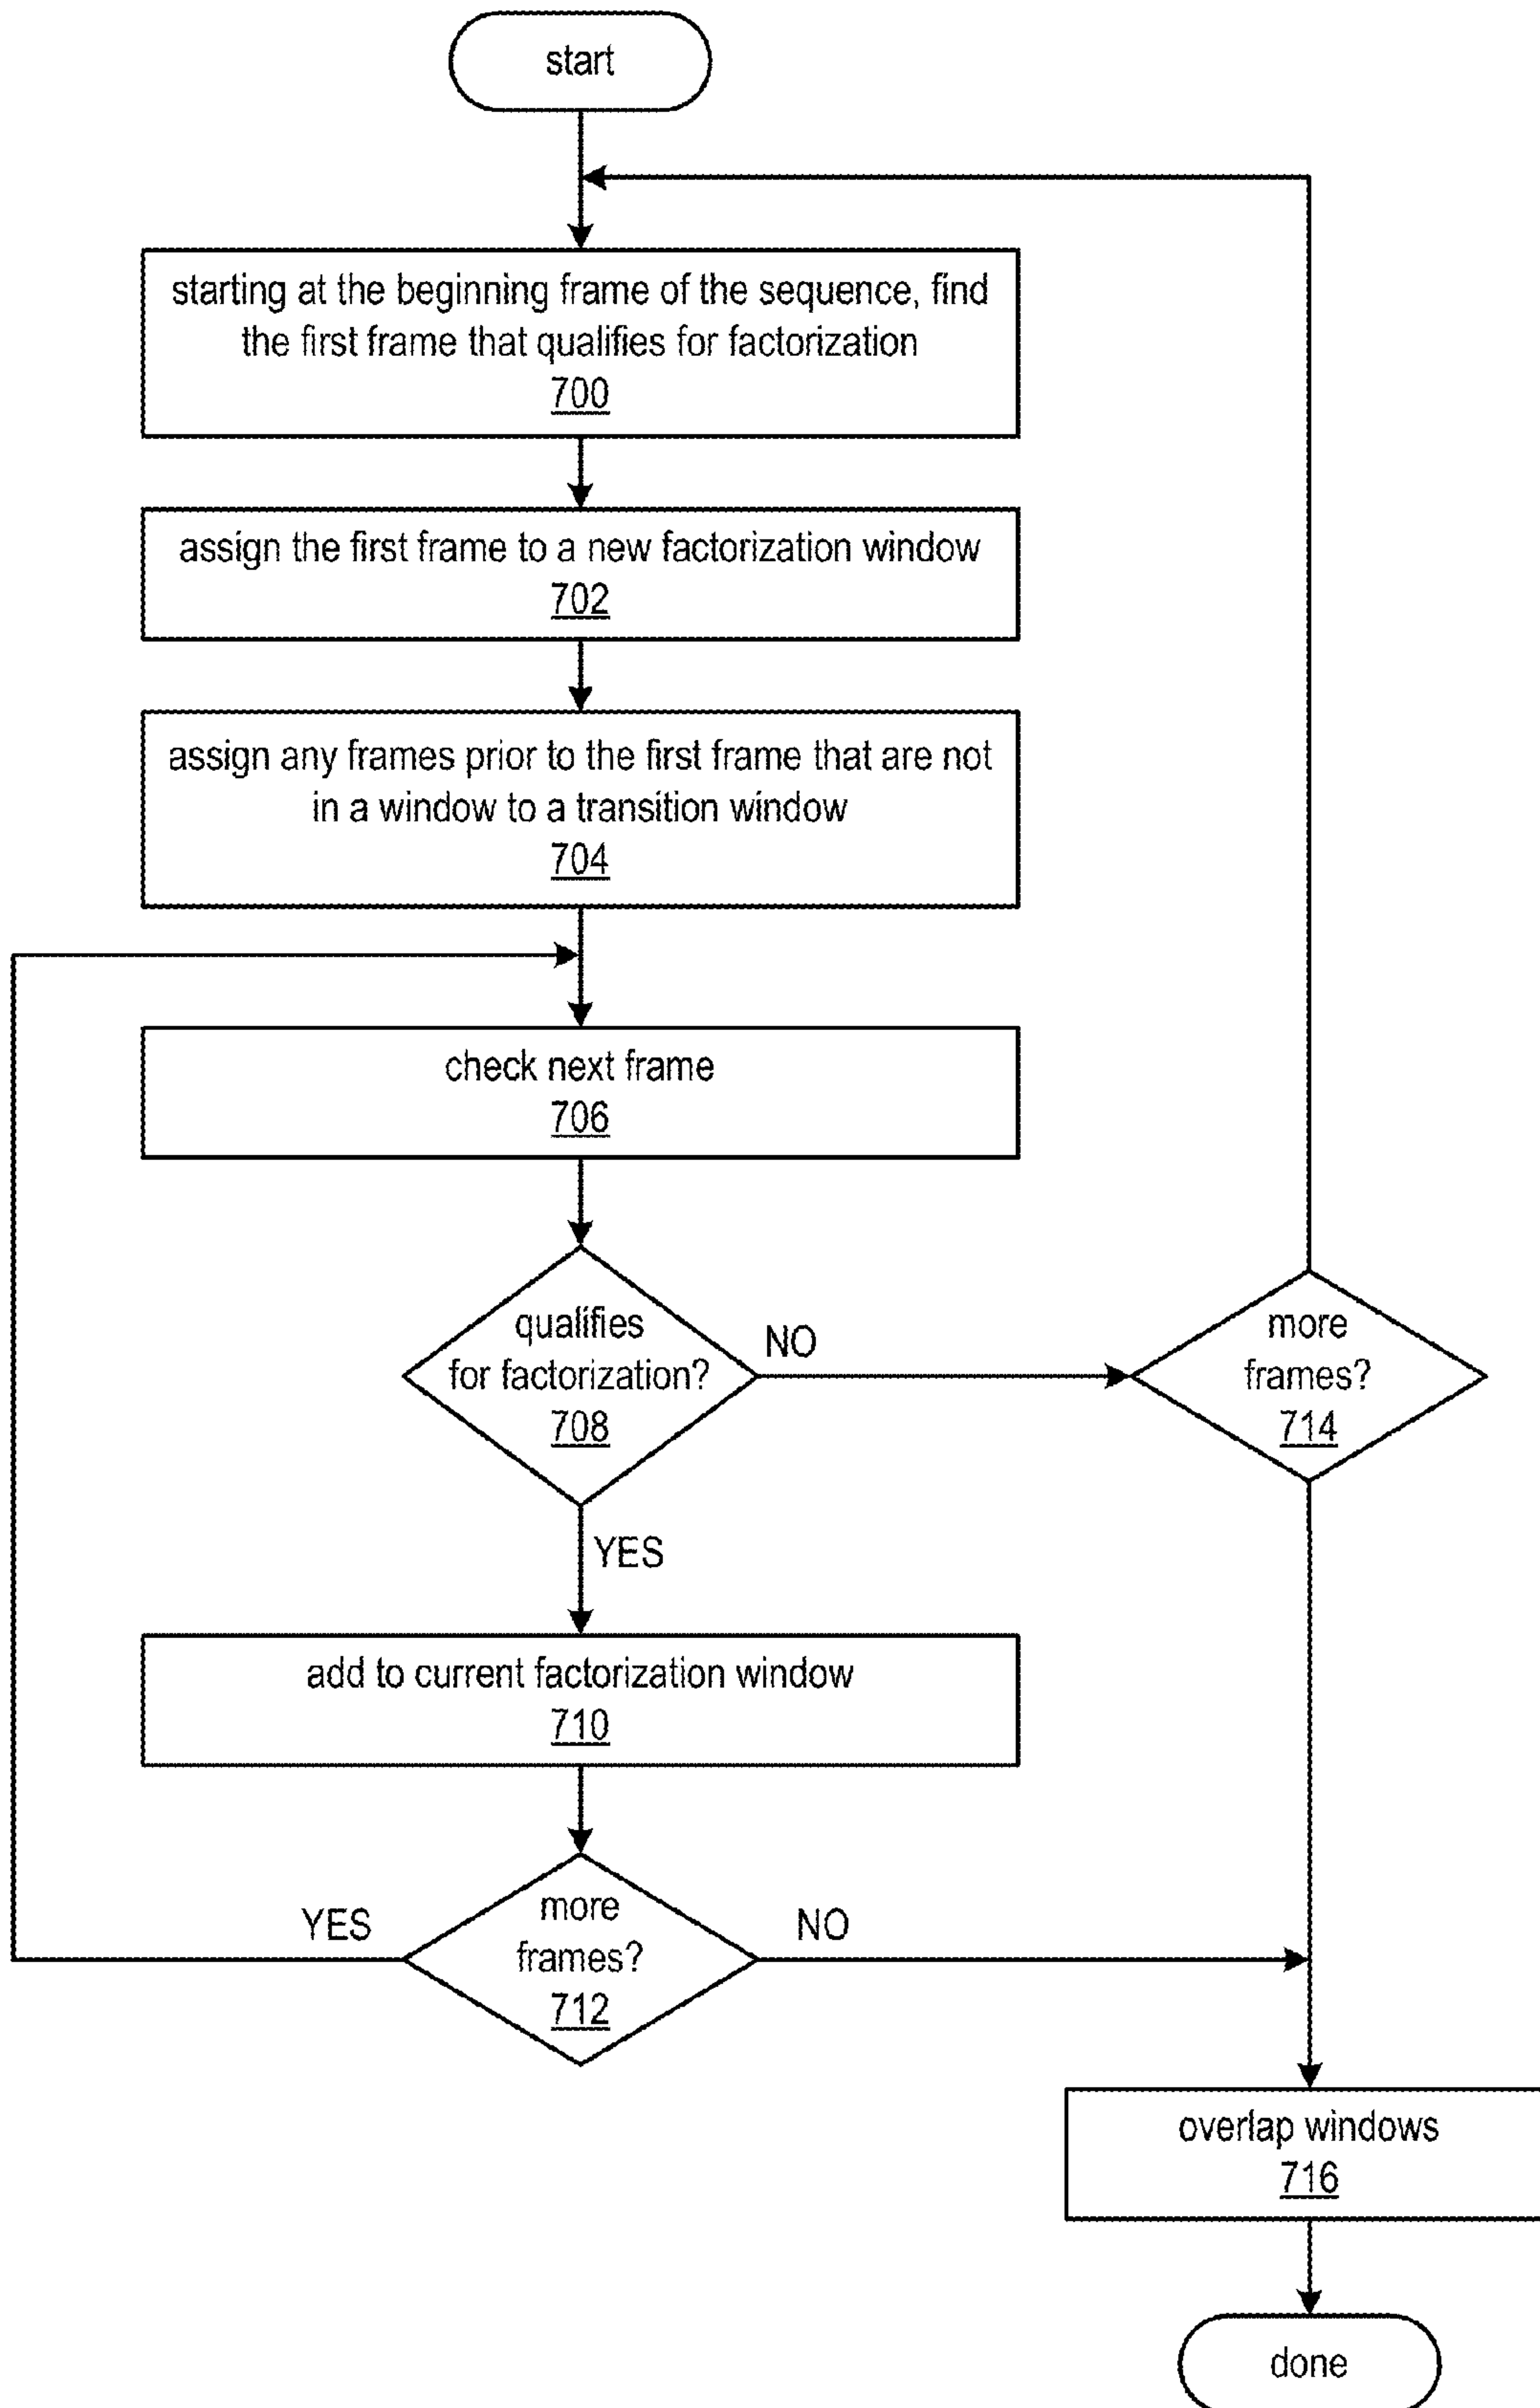 start
starting at the beginning frame of the sequence, find
the first frame that qualifies for factorization
700
assign the first frame to a new factorization window
702
assign any frames prior to the first frame that are not
in a window to a transition window
704
check next frame
706
qualifies
for factorization?
708
NO
more
frames?
714
YES
add to current factorization window
710
YES
more
frames?
712
NO
overlap windows
716
done